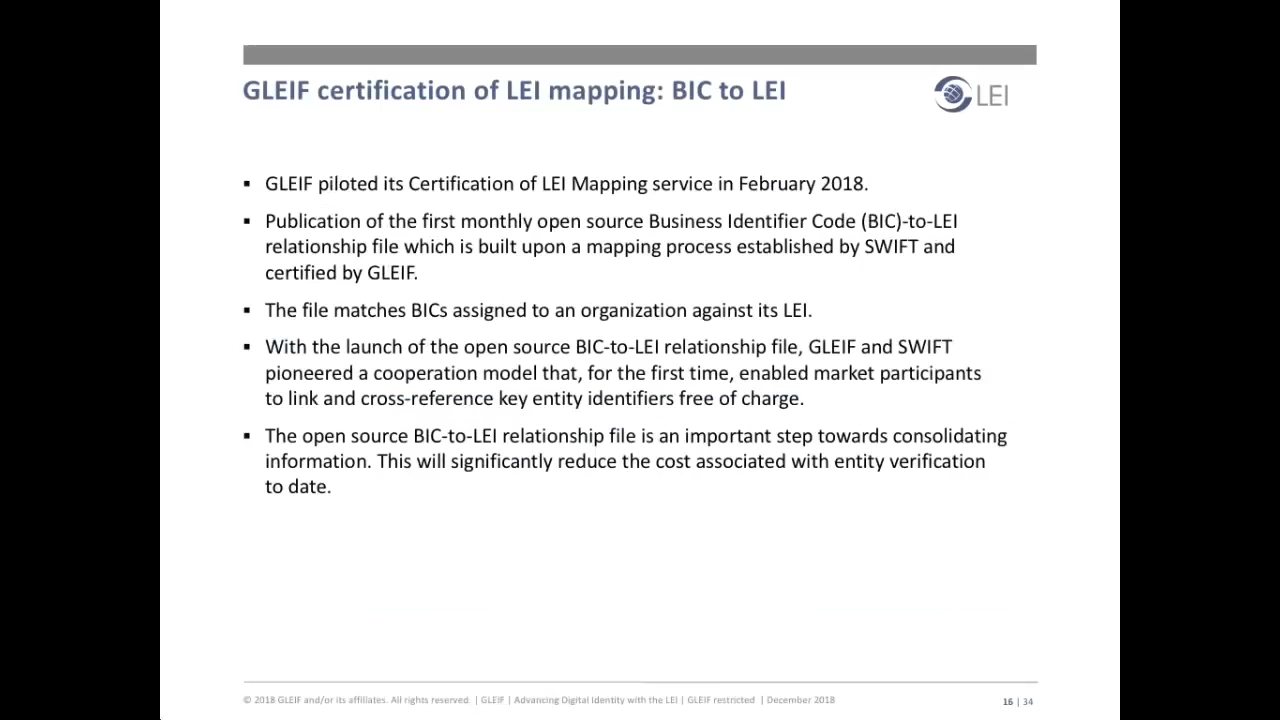 GLEIF certification of LEI mapping: BIC to LEI
LEI
▪ GLEIF piloted its Certification of LEI Mapping service in February 2018.
▪ Publication of the first monthly open source Business Identifier Code (BIC)-to-LEI
relationship file which is built upon a mapping process established by SWIFT and
certified by GLEIF.
▪ The file matches BICs assigned to an organization against its LEI.
▪ With the launch of the open source BIC-to-LEI relationship file, GLEIF and SWIFT
pioneered a cooperation model that, for the first time, enabled market participants
to link and cross-reference key entity identifiers free of charge.
▪ The open source BIC-to-LEI relationship file is an important step towards consolidating
information. This will significantly reduce the cost associated with entity verification
to date.
© 2018 GLEIF and/or its affiliates. All rights reserved. | GLEIF | Advancing Digital Identity with the LEI | GLEIF restricted | December 2018
16 | 34